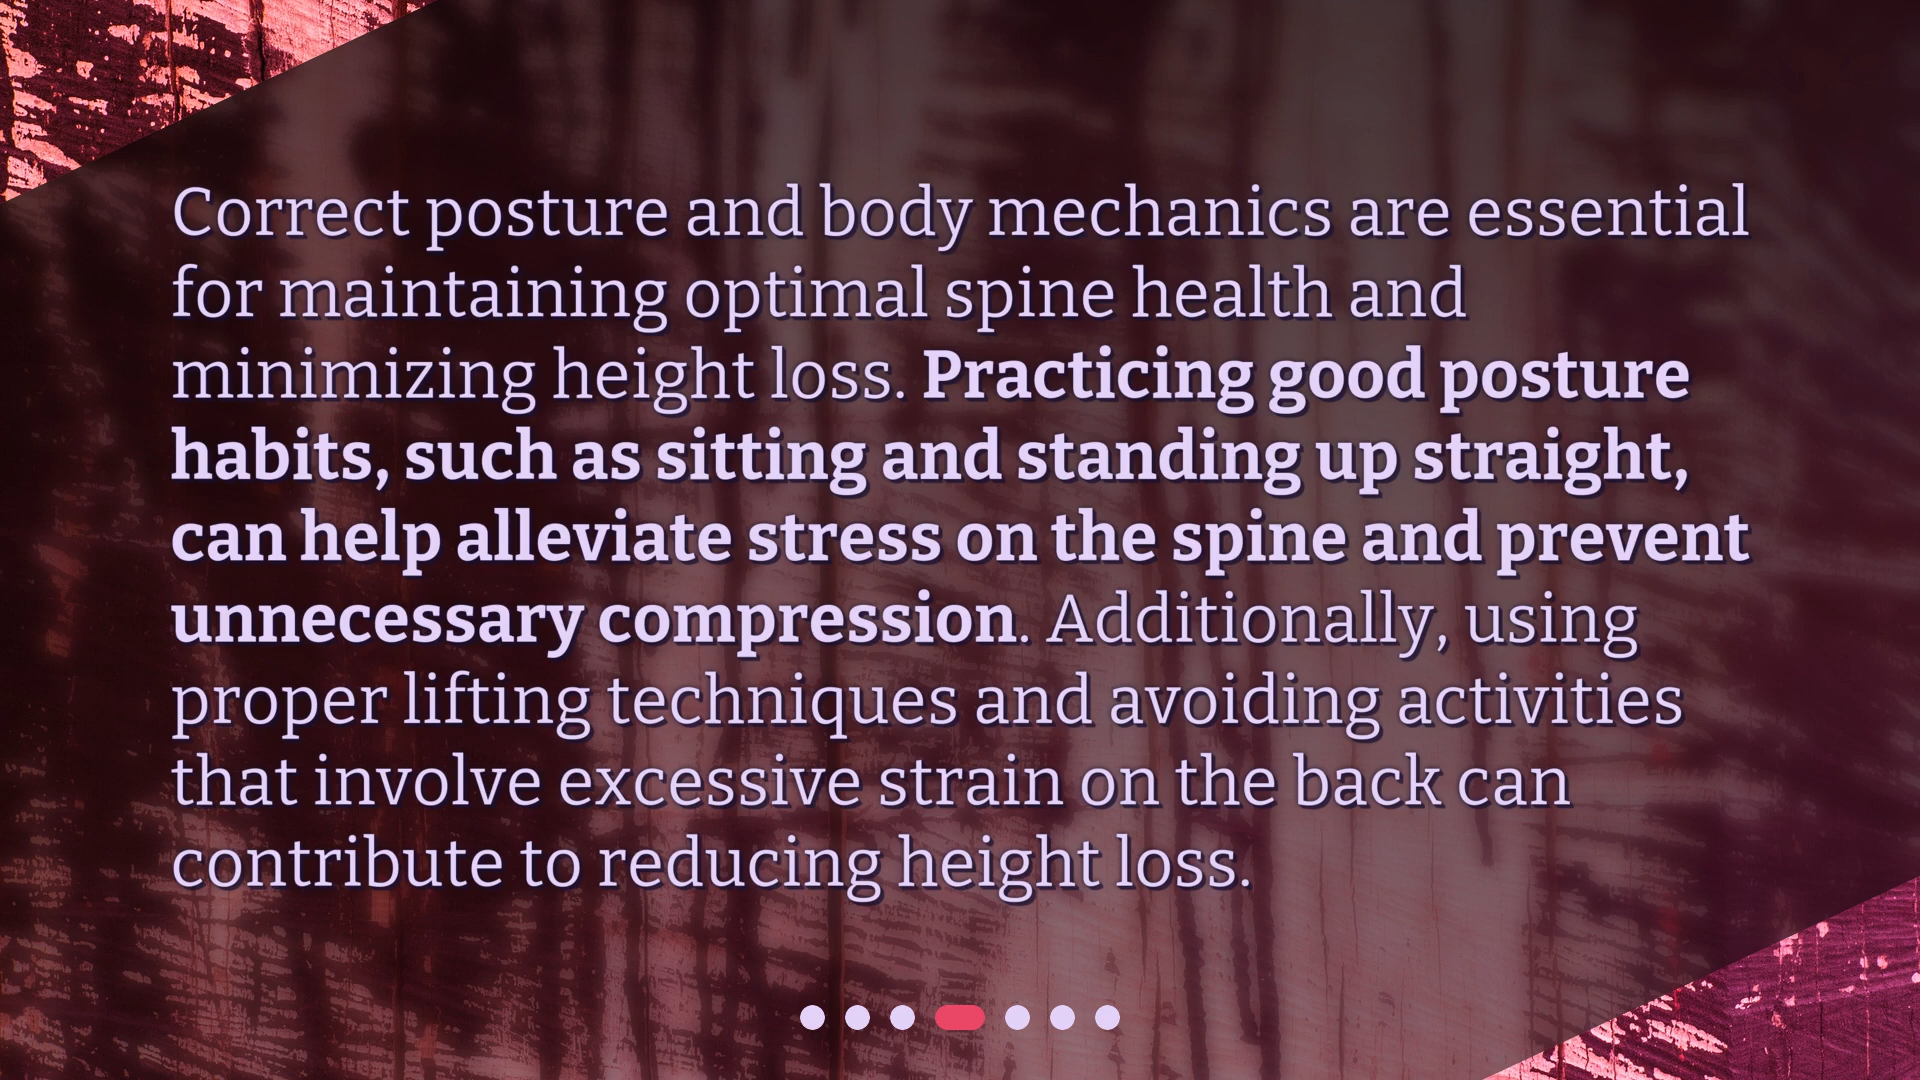 Correct posture and body mechanics are essential
for maintaining optimal spine health and
minimizing height loss. Practicing good posture
habits, such as sitting and standing up straight,
can help alleviate stress on the spine and prevent
unnecessary compression. Additionally, using
proper lifting techniques and avoiding activities
that involve excessive strain on the back can
contribute to reducing height loss.